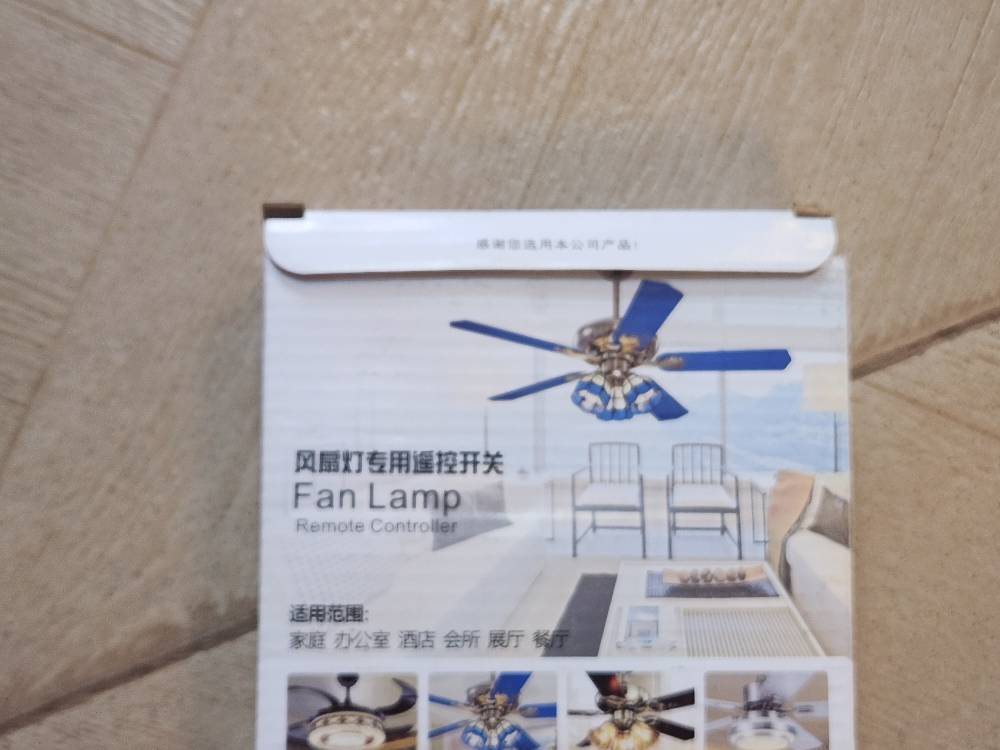 感谢您选用本公司产品!
风扇灯专用遥控开关
Fan Lamp
Remote Controller
适用范围:
家庭 办公室 酒店 会所 展厅 餐厅